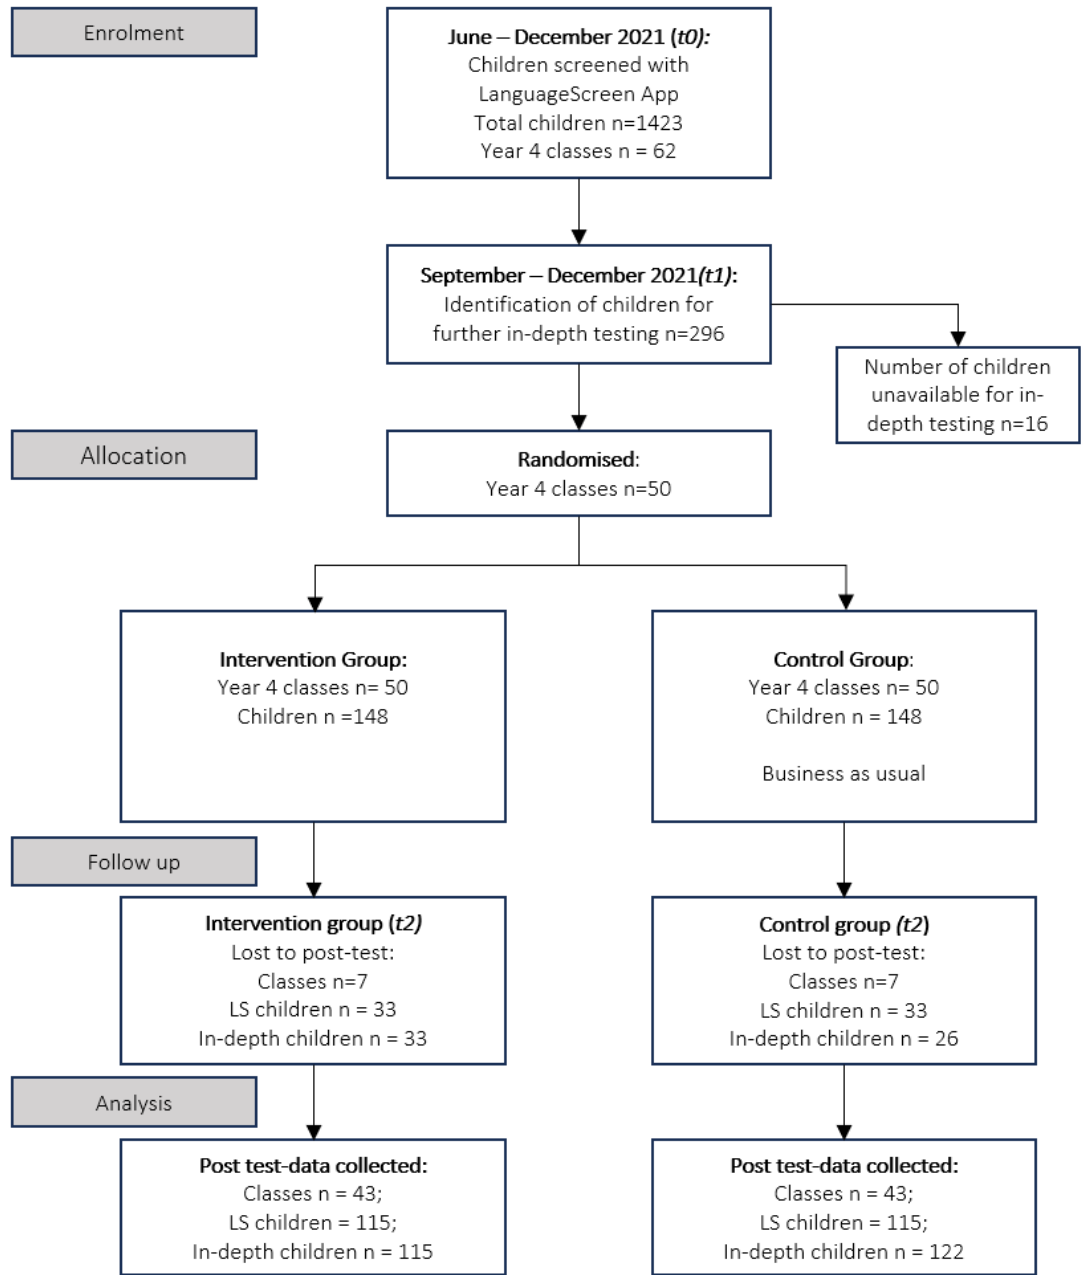 Enrolment
June – December 2021 (t0):
Children screened with
LanguageScreen App
Total children n=1423
Year 4 classes n = 62
September – December 2021(t1):
Identification of children for
further in-depth testing n=296
Number of children
unavailable for in-
depth testing n=16
Allocation
Randomised:
Year 4 classes n=50
Intervention Group:
Year 4 classes n= 50
Children n =148
Control Group:
Year 4 classes n= 50
Children n = 148
Business as usual
Follow up
Intervention group (t2)
Lost to post-test:
Classes n=7
LS children n = 33
In-depth children n = 33
Control group (t2)
Lost to post-test:
Classes n=7
LS children n = 33
In-depth children n = 26
Analysis
Post test-data collected:
Classes n = 43;
LS children = 115;
In-depth children n = 115
Post test-data collected:
Classes n = 43;
LS children = 115;
In-depth children n = 122